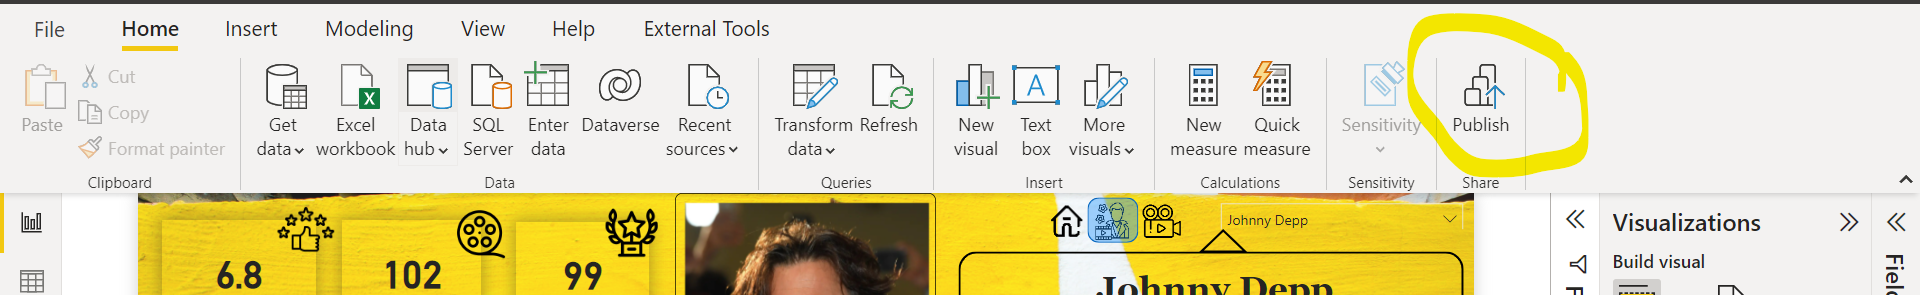 File Home Insert Modeling View Help External Tools
Paste
Cut
Copy
Format painter
Clipboard
Get data
Excel workbook
Data hub
SQL Server
Enter data
Dataverse
Recent sources
Data
Transform data
Refresh
Queries
New visual
A
Text box
More visuals
Insert
New measure
Quick measure
Calculations
Sensitivity
Sensitivity
Publish
Share
6.8
102
99
Johnny Depp
Johnny Depp
Visualizations
Build visual